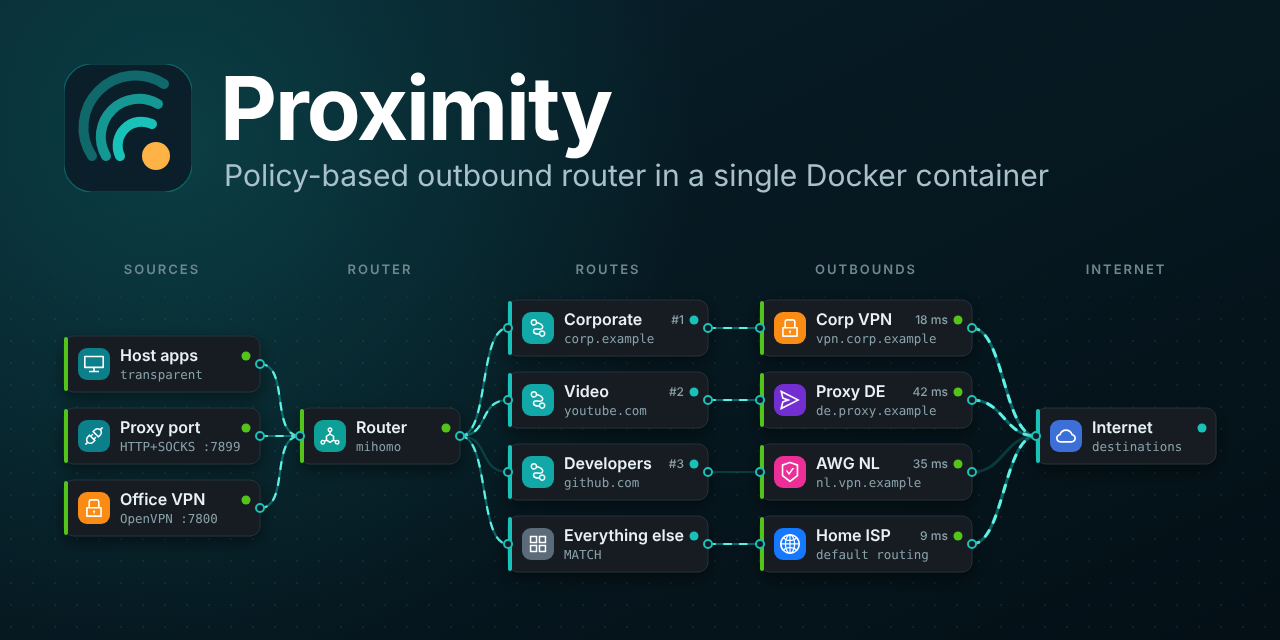 Proximity
Policy-based outbound router in a single Docker container
SOURCES
ROUTER
ROUTES
OUTBOUNDS
INTERNET
Host apps
transparent
Proxy port
HTTP+SOCKS :7899
Office VPN
OpenVPN :7800
Router
mihomo
Corporate #1
corp.example
Video #2
youtube.com
Developers #3
github.com
Everything else
MATCH
Corp VPN 18 ms
vpn.corp.example
Proxy DE 42 ms
de.proxy.example
AWG NL 35 ms
nl.vpn.example
Home ISP 9 ms
default routing
Internet
destinations